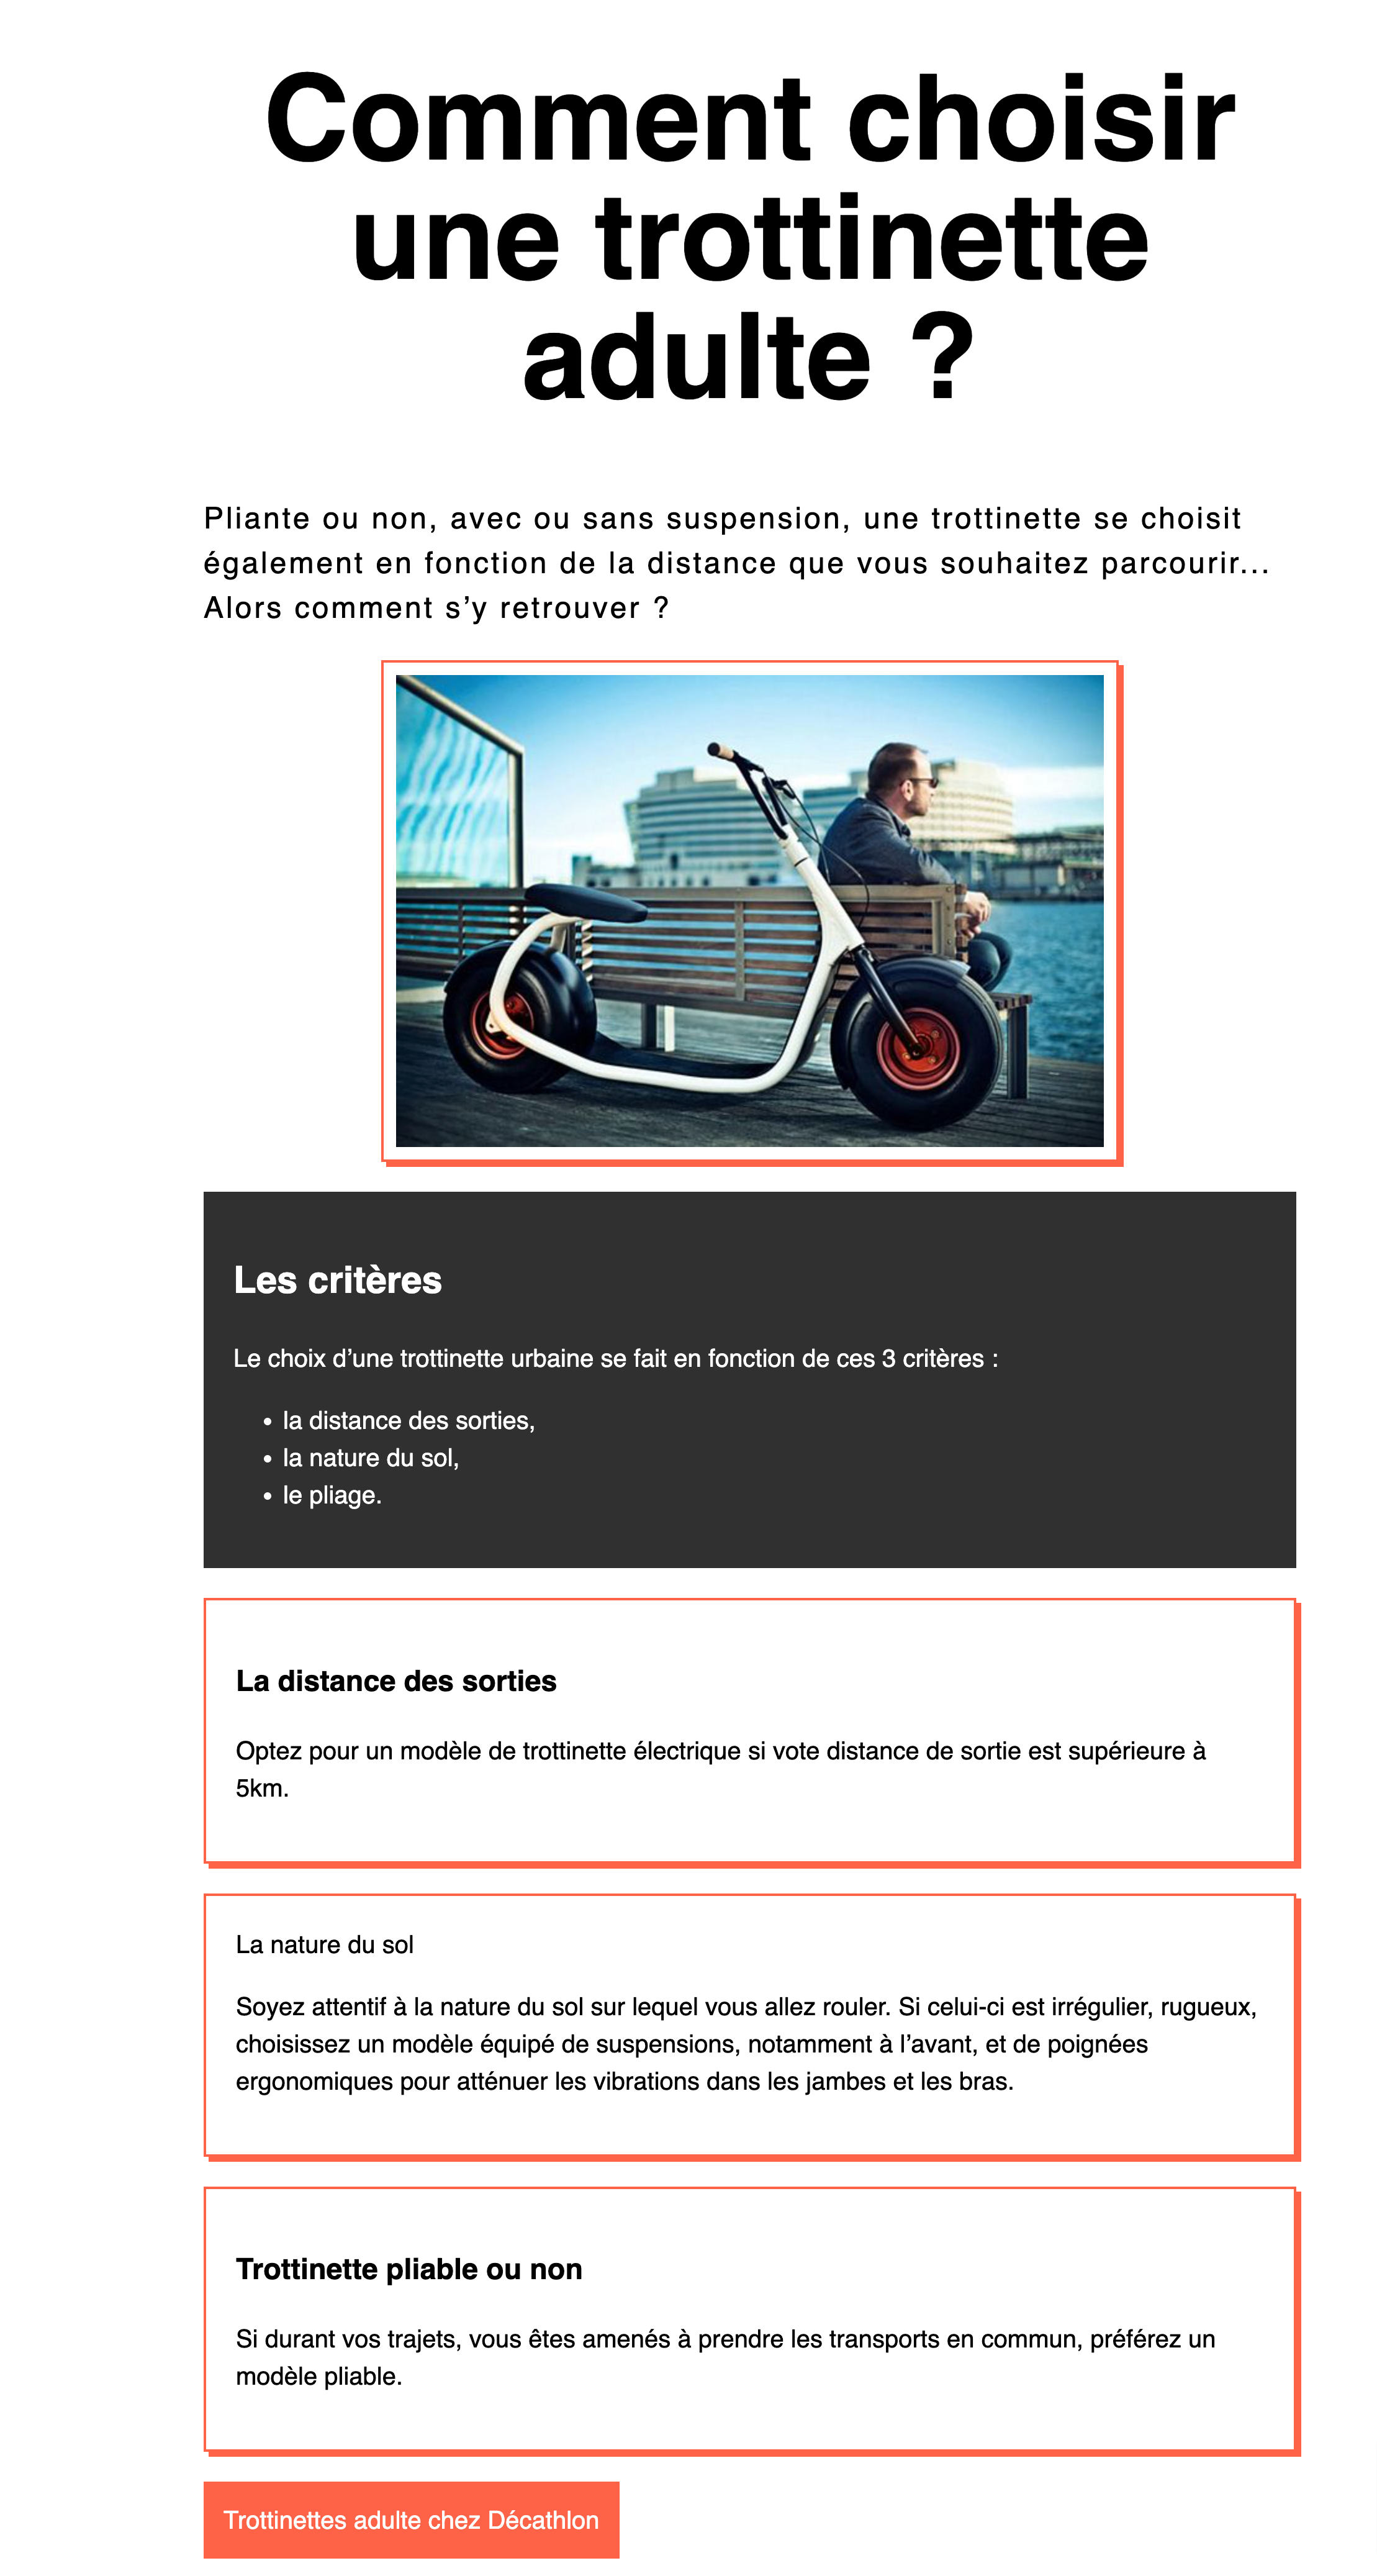 Comment choisir
une trottinette
adulte ?
Pliante ou non, avec ou sans suspension, une trottinette se choisit
également en fonction de la distance que vous souhaitez parcourir...
Alors comment s’y retrouver ?
Les critères
Le choix d’une trottinette urbaine se fait en fonction de ces 3 critères :
• la distance des sorties,
• la nature du sol,
• le pliage.
La distance des sorties
Optez pour un modèle de trottinette électrique si vote distance de sortie est supérieure à
5km.
La nature du sol
Soyez attentif à la nature du sol sur lequel vous allez rouler. Si celui-ci est irrégulier, rugueux,
choisissez un modèle équipé de suspensions, notamment à l’avant, et de poignées
ergonomiques pour atténuer les vibrations dans les jambes et les bras.
Trottinette pliable ou non
Si durant vos trajets, vous êtes amenés à prendre les transports en commun, préférez un
modèle pliable.
Trottinettes adulte chez Décathlon